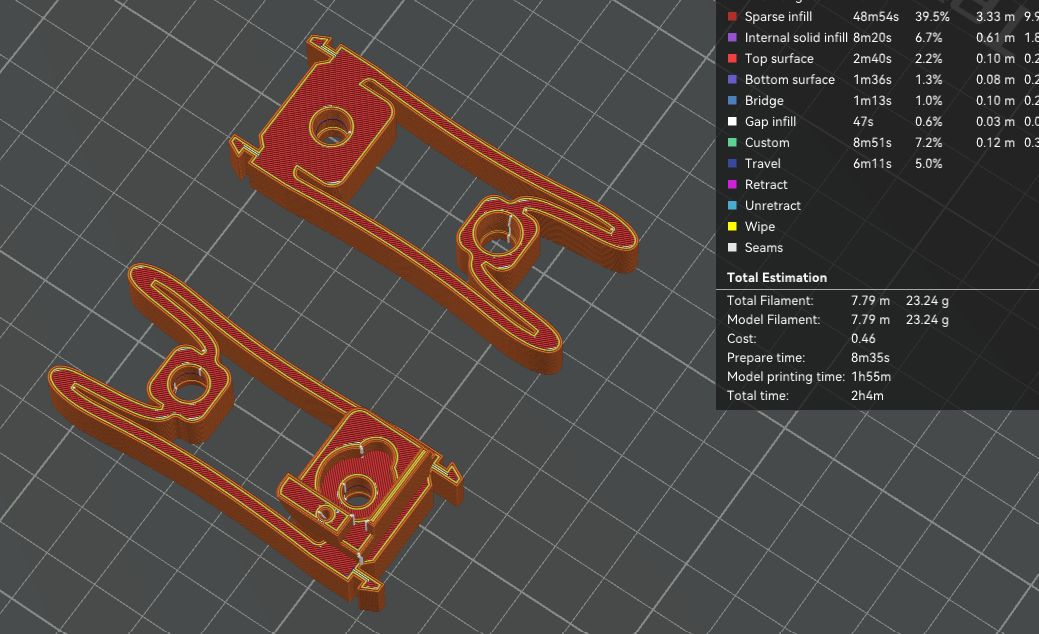 Sparse infill 48m54s 39.5% 3.33 m
Internal solid infill 8m20s 6.7% 0.61 m
Top surface 2m40s 2.2% 0.10 m
Bottom surface 1m36s 1.3% 0.08 m
Bridge 1m13s 1.0% 0.10 m
Gap infill 47s 0.6% 0.03 m
Custom 8m51s 7.2% 0.12 m
Travel 6m11s 5.0%
Retract
Unretract
Wipe
Seams
Total Estimation
Total Filament: 7.79 m 23.24 g
Model Filament: 7.79 m 23.24 g
Cost: 0.46
Prepare time: 8m35s
Model printing time: 1h55m
Total time: 2h4m